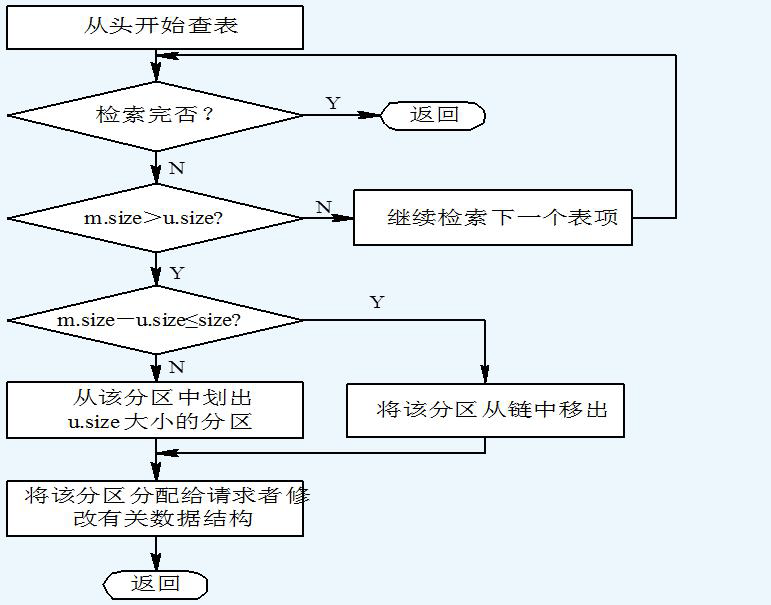 从头开始查表
检索完否？
Y
返回
N
m.size＞u.size?
N
继续检索下一个表项
Y
m.size－u.size≤size?
Y
N
从该分区中划出
u.size大小的分区
将该分区从链中移出
将该分区分配给请求者修
改有关数据结构
返回